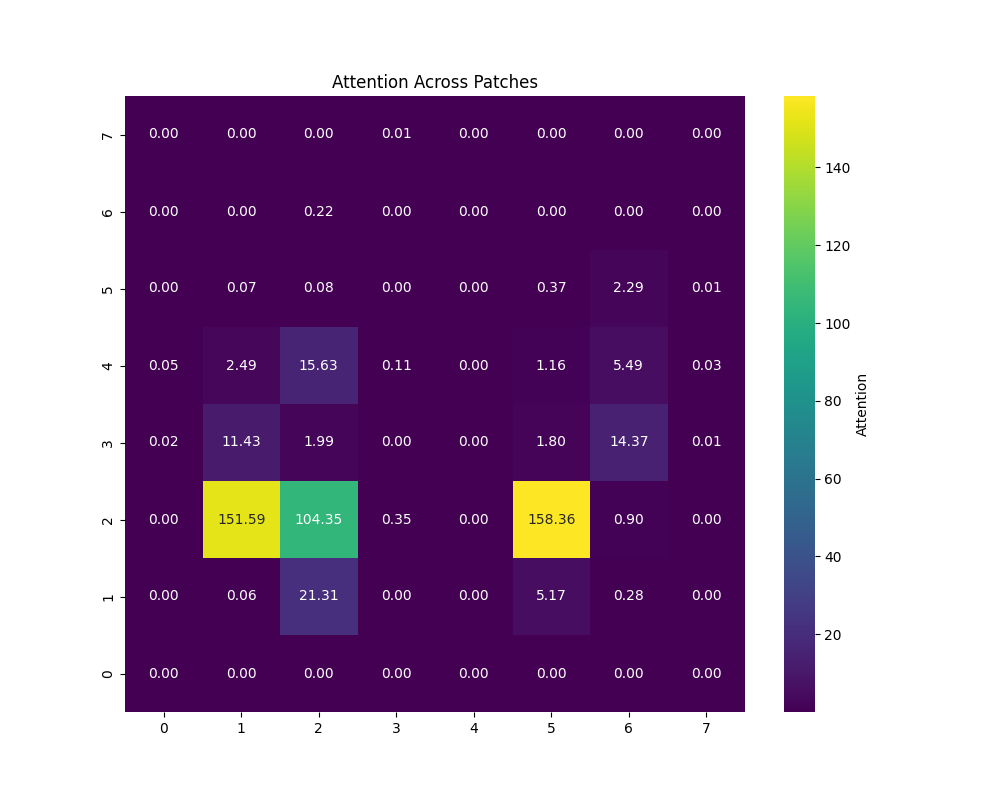 Attention Across Patches
7 0.00 0.00 0.00 0.01 0.00 0.00 0.00 0.00
6 0.00 0.00 0.22 0.00 0.00 0.00 0.00 0.00
5 0.00 0.07 0.08 0.00 0.00 0.37 2.29 0.01
4 0.05 2.49 15.63 0.11 0.00 1.16 5.49 0.03
3 0.02 11.43 1.99 0.00 0.00 1.80 14.37 0.01
2 0.00 151.59 104.35 0.35 0.00 158.36 0.90 0.00
1 0.00 0.06 21.31 0.00 0.00 5.17 0.28 0.00
0 0.00 0.00 0.00 0.00 0.00 0.00 0.00 0.00
0 1 2 3 4 5 6 7
140
120
100
80
60
40
20
Attention